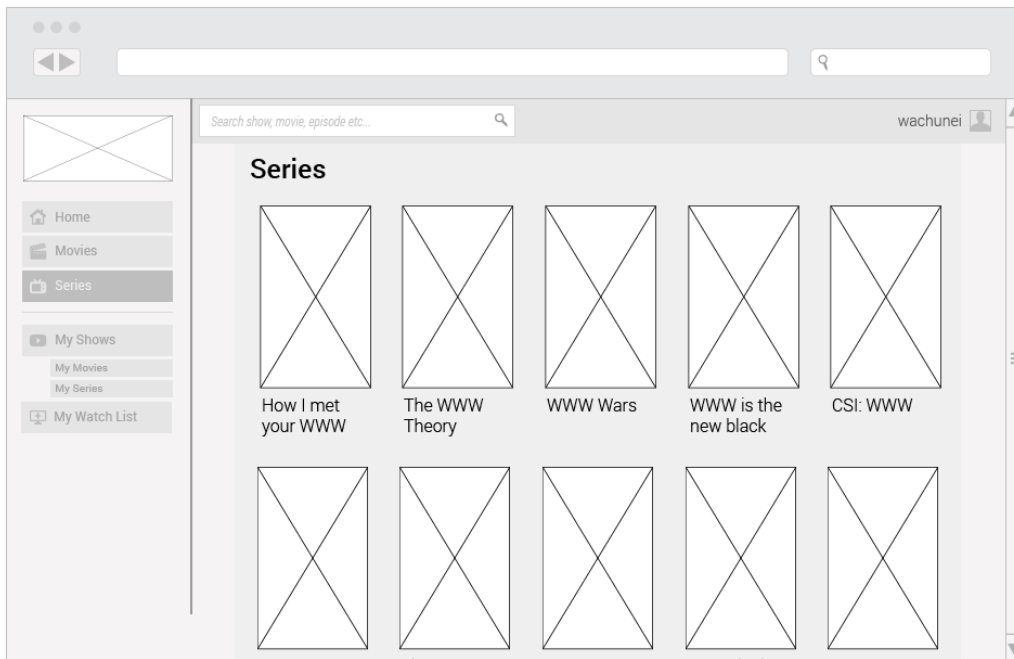 Search show, movie, episode etc...
wachunei
Home
Movies
Series
My Shows
My Movies
My Series
My Watch List
Series
How I met
your WWW
The WWW
Theory
WWW Wars
WWW is the
new black
CSI: WWW